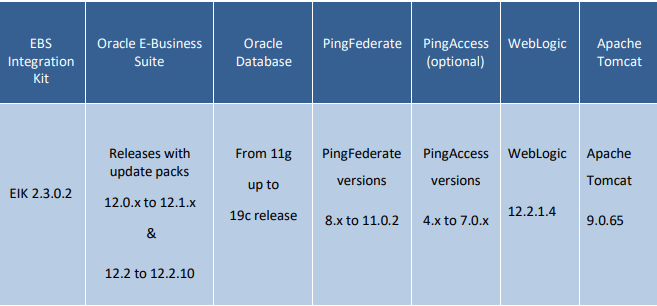 EBS
Integration
Kit
Oracle E-Business
Suite
Oracle
Database
PingFederate
PingAccess
(optional)
WebLogic
Apache
Tomcat
EIK 2.3.0.2
Releases with
update packs
12.0.x to 12.1.x
&
12.2 to 12.2.10
From 11g
up to
19c release
PingFederate
versions
8.x to 11.0.2
PingAccess
versions
4.x to 7.0.x
WebLogic
12.2.1.4
Apache
Tomcat
9.0.65